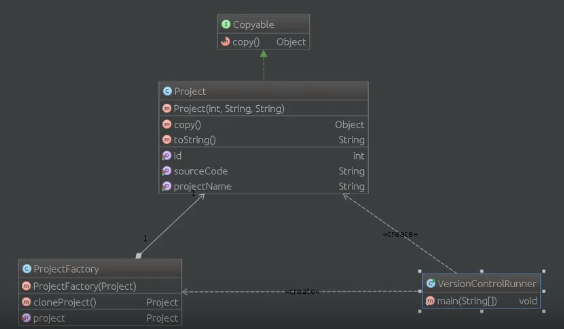 Copyable
copy() Object
Project
Project(int, String, String)
copy() Object
toString() String
id int
sourceCode String
projectName String
1
1
«create»
ProjectFactory
ProjectFactory(Project)
cloneProject() Project
project Project
«create»
VersionControlRunner
main(String[]) void